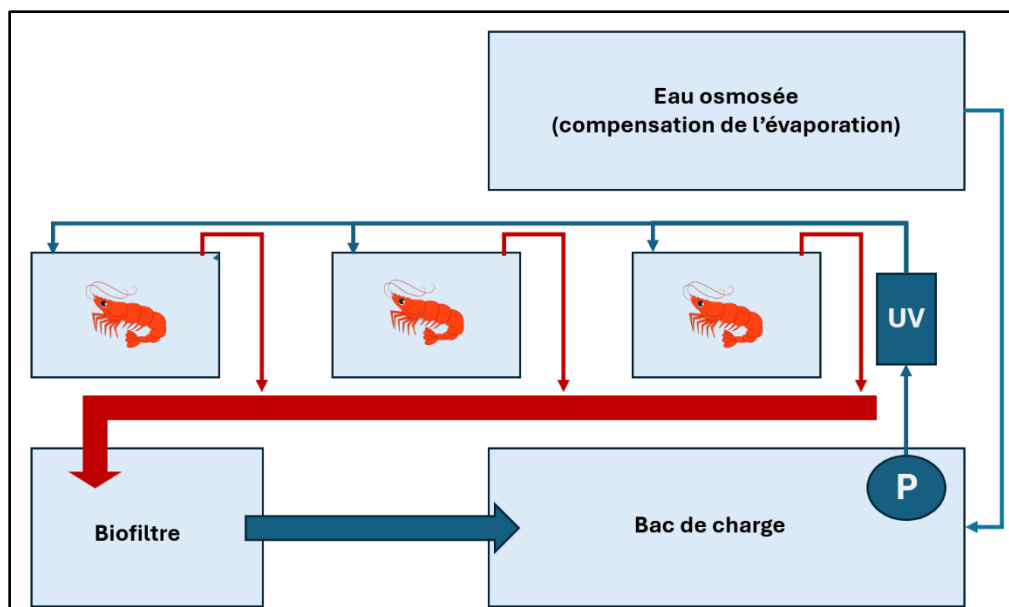 Eau osmosée
(compensation de l’évaporation)
UV
P
Biofiltre
Bac de charge